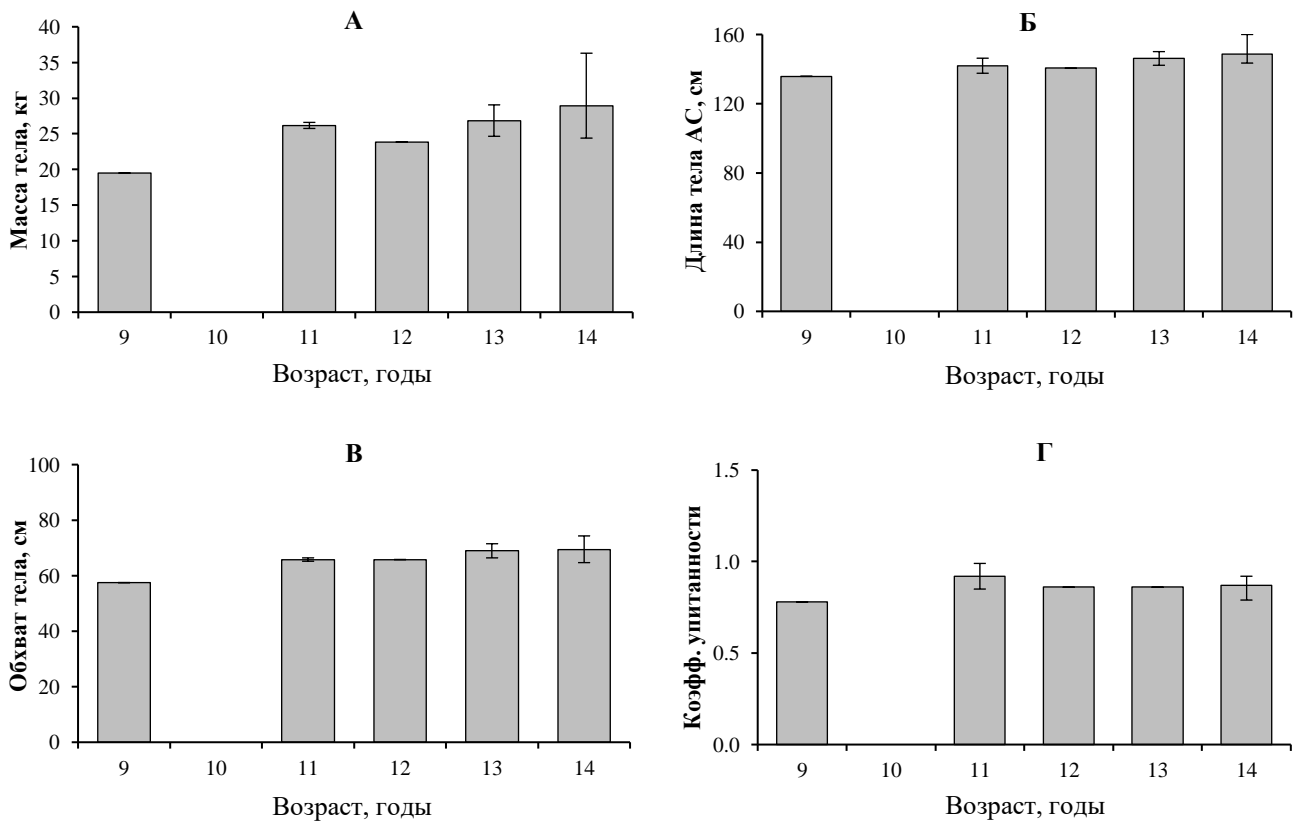 А
Масса тела, кг
40
35
30
25
20
15
10
5
0
9 10 11 12 13 14
Возраст, годы
Б
Длина тела АС, см
160
120
80
40
0
9 10 11 12 13 14
Возраст, годы
В
Обхват тела, см
100
80
60
40
20
0
9 10 11 12 13 14
Возраст, годы
Г
Коэфф. упитанности
1.5
1.0
0.5
0.0
9 10 11 12 13 14
Возраст, годы